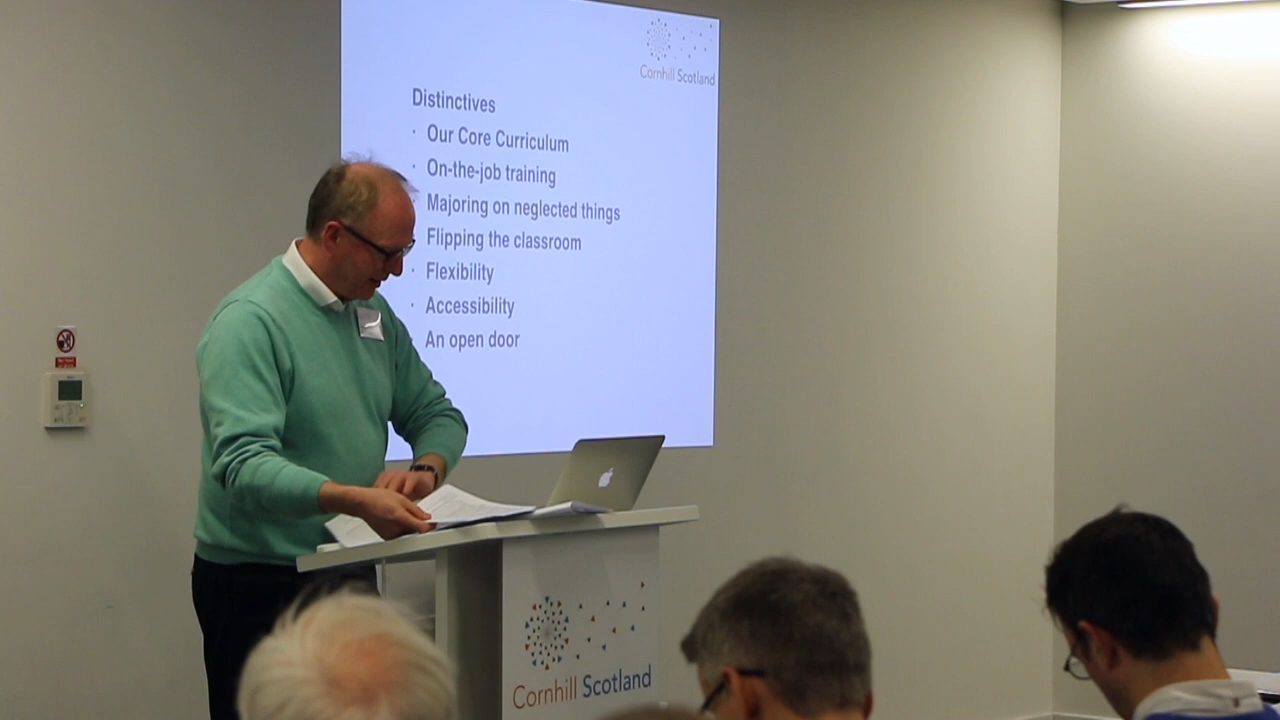 Cornhill Scotland
Distinctives
· Our Core Curriculum
· On-the-job training
· Majoring on neglected things
Flipping the classroom
· Flexibility
· Accessibility
· An open door
Cornhill Scotland